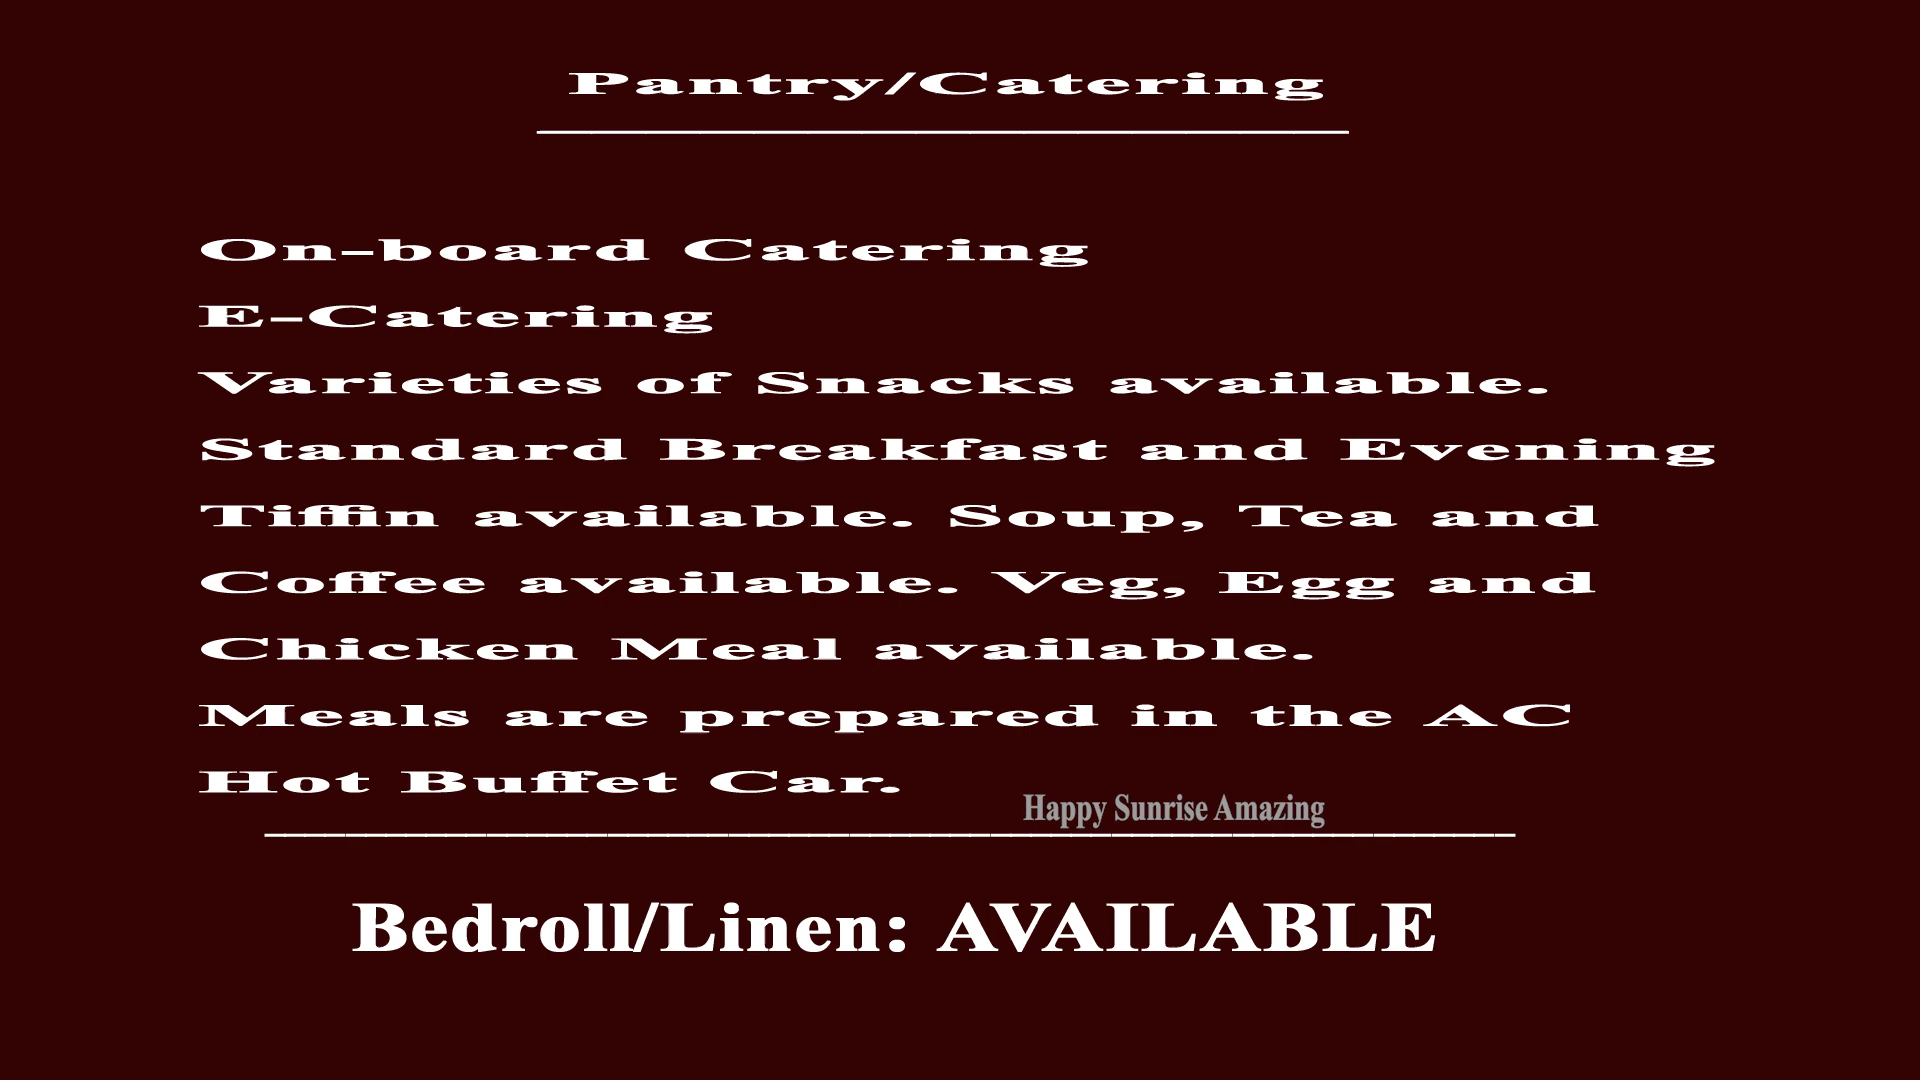 Pantry/Catering
On-board Catering
E-Catering
Varieties of Snacks available.
Standard Breakfast and Evening
Tiffin available. Soup, Tea and
Coffee available. Veg, Egg and
Chicken Meal available.
Meals are prepared in the AC
Hot Buffet Car.
Happy Sunrise Amazing
Bedroll/Linen: AVAILABLE